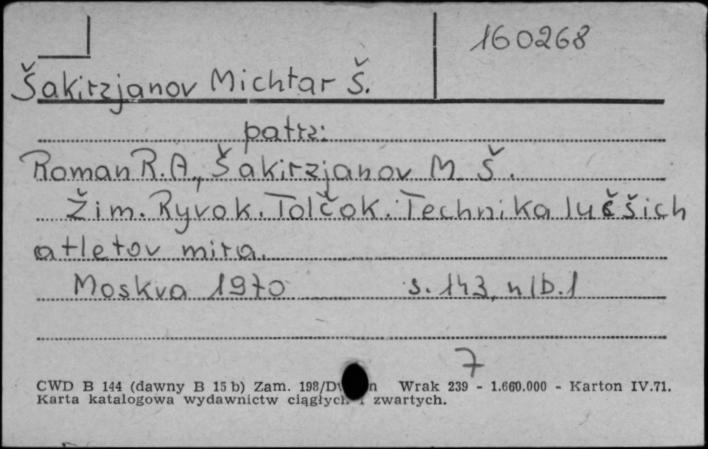 160268
Šakirzjanov Michtar Š.
patrz:
Roman R. A., Šakirzjanov M. Š.
Žim. Ryvok. Tolčok. Technika lučšich
atletov mira.
Moskva 1970 s. 143, nlb. 1
7
CWD B 144 (dawny B 15 b) Zam. 198/D n Wrak 239 - 1.660.000 - Karton IV.71.
Karta katalogowa wydawnictw ciągłych i zwartych.